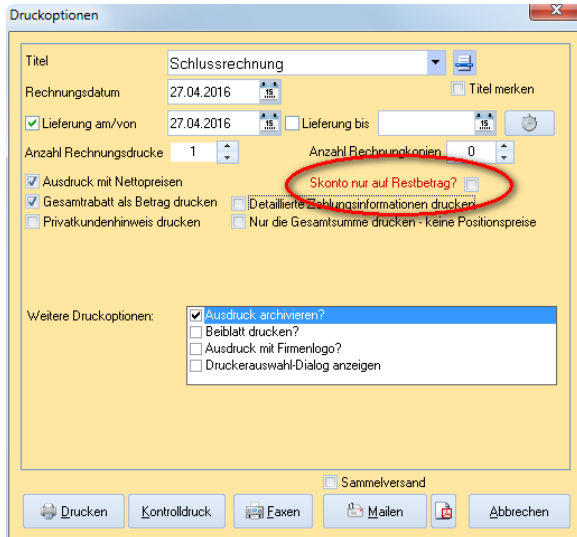 Druckoptionen
Titel Schlussrechnung
Rechnungsdatum 27.04.2016 15 Titel merken
Lieferung am/von 27.04.2016 15 Lieferung bis 15
Anzahl Rechnungsdrucke 1 Anzahl Rechnungkopien 0
Ausdruck mit Nettopreisen Skonto nur auf Restbetrag?
Gesamtrabatt als Betrag drucken Detaillierte Zahlungsinformationen drucken
Privatkundenhinweis drucken Nur die Gesamtsumme drucken - keine Positionspreise
Weitere Druckoptionen: Ausdruck archivieren?
Beiblatt drucken?
Ausdruck mit Firmenlogo?
Druckerauswahl-Dialog anzeigen
Sammelversand
Drucken Kontrolldruck Faxen Mailen Abbrechen